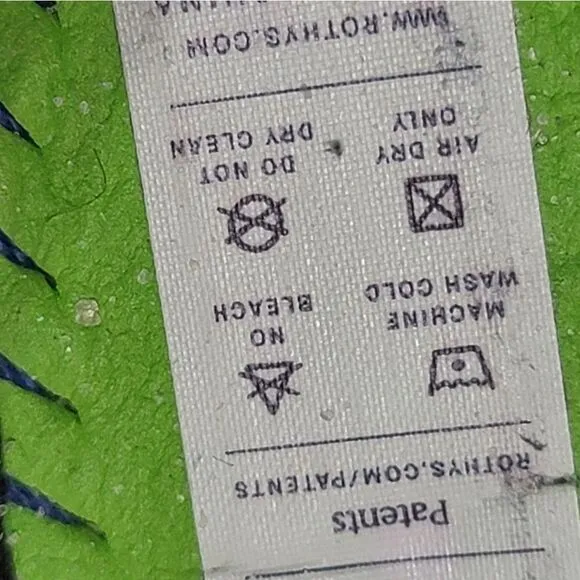 Patents
ROTHYS.COM/PATENTS
MACHINE
WASH COLD
NO
BLEACH
AIR DRY
ONLY
DO NOT
DRY CLEAN
WWW.ROTHYS.COM